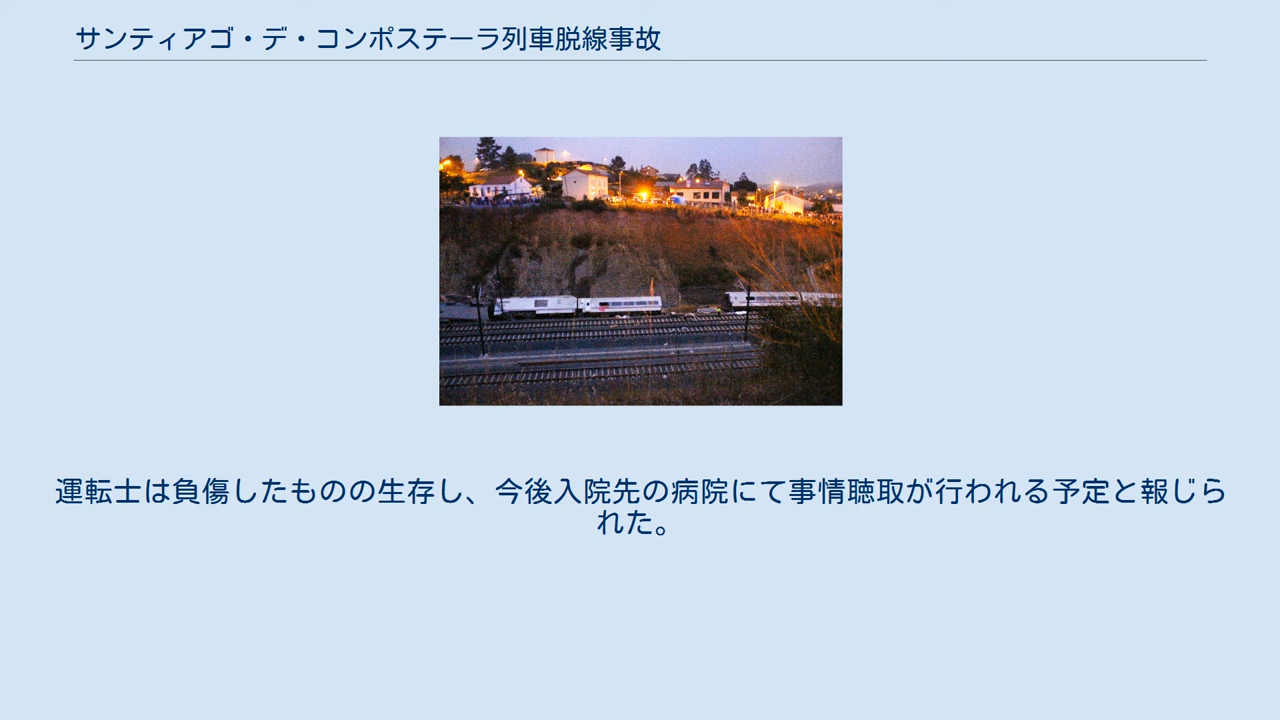 サンティアゴ・デ・コンポステーラ列車脱線事故
運転士は負傷したものの生存し、今後入院先の病院にて事情聴取が行われる予定と報じら
れた。